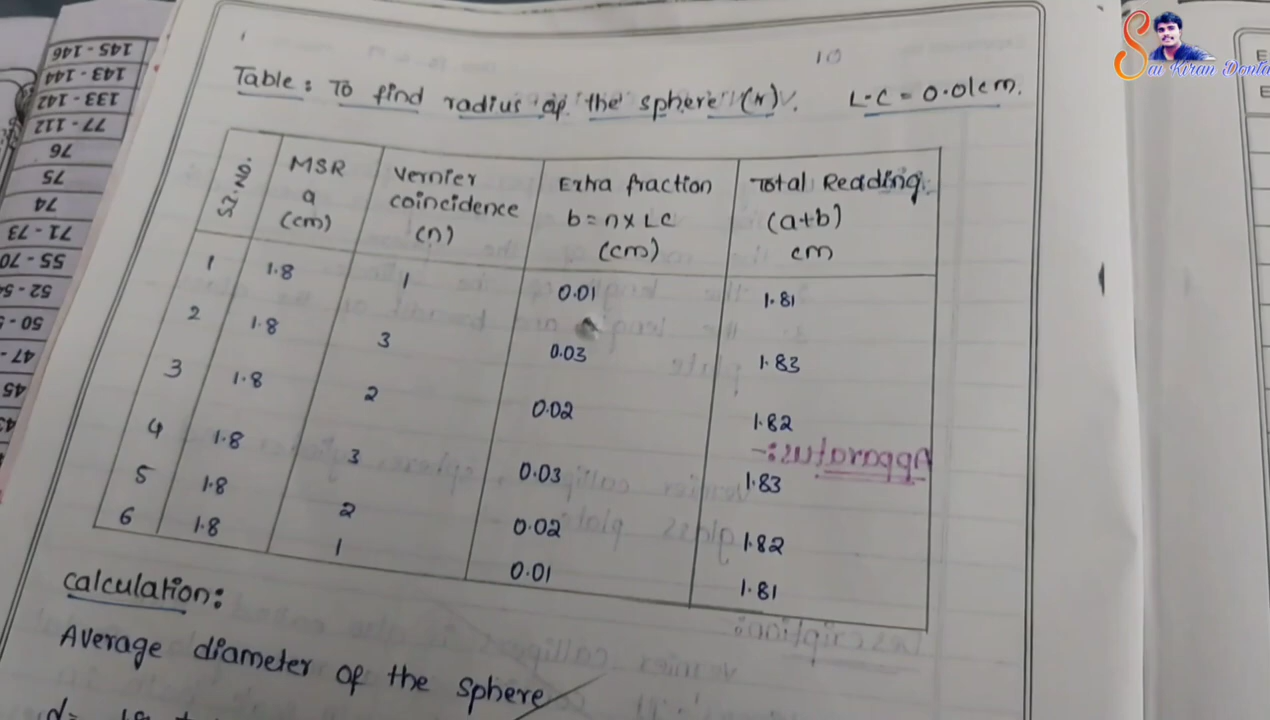 Sai Kiran Donta
145 - 146
143 - 144
133 - 142
77 - 112
76
75
74
71 - 73
55 - 70
10
Table: To find radius of the sphere (r). L.C = 0.01cm.
Sl.No. MSR a (cm) Vernier coincidence (n) Extra fraction b = n x LC (cm) Total Reading. (a+b) cm
1 1.8 1 0.01 1.81
2 1.8 3 0.03 1.83
3 1.8 2 0.02 1.82
4 1.8 3 0.03 1.83
5 1.8 2 0.02 1.82
6 1.8 1 0.01 1.81
Apparatus:-
Calculation:
Average diameter of the sphere